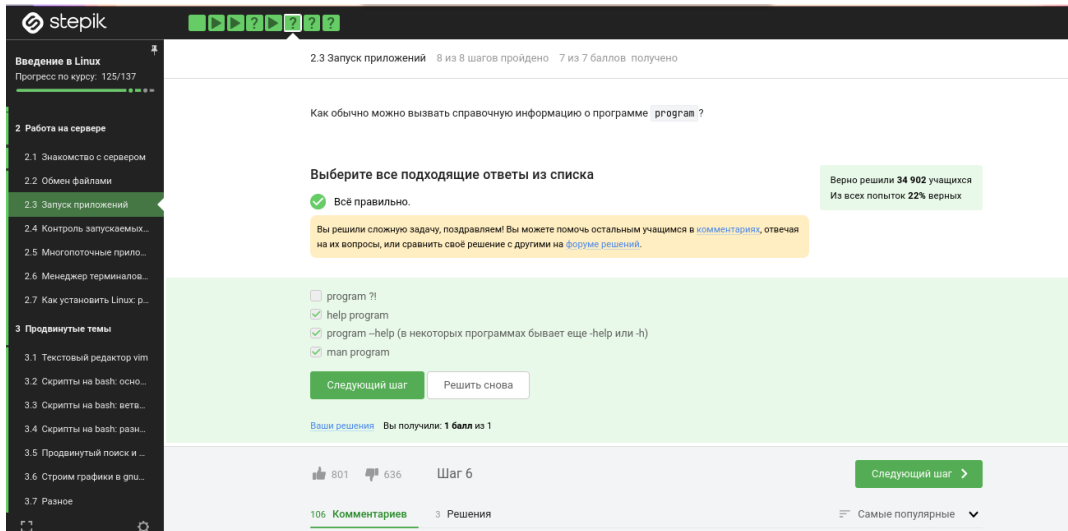 stepik
Введение в Linux
Прогресс по курсу: 125/137
2 Работа на сервере
2.1 Знакомство с сервером
2.2 Обмен файлами
2.3 Запуск приложений
2.4 Контроль запускаемых...
2.5 Многопоточные прило...
2.6 Менеджер терминалов...
2.7 Как установить Linux: р...
3 Продвинутые темы
3.1 Текстовый редактор vim
3.2 Скрипты на bash: осно...
3.3 Скрипты на bash: ветв...
3.4 Скрипты на bash: разн...
3.5 Продвинутый поиск и ...
3.6 Строим графики в gnu...
3.7 Разное
2.3 Запуск приложений 8 из 8 шагов пройдено 7 из 7 баллов получено
Как обычно можно вызвать справочную информацию о программе program ?
Выберите все подходящие ответы из списка
Всё правильно.
Верно решили 34 902 учащихся
Из всех попыток 22% верных
Вы решили сложную задачу, поздравляем! Вы можете помочь остальным учащимся в комментариях, отвечая
на их вопросы, или сравнить своё решение с другими на форуме решений.
program ?!
help program
program –help (в некоторых программах бывает еще -help или -h)
man program
Следующий шаг Решить снова
Ваши решения Вы получили: 1 балл из 1
801 636 Шаг 6 Следующий шаг
106 Комментариев 3 Решения Самые популярные